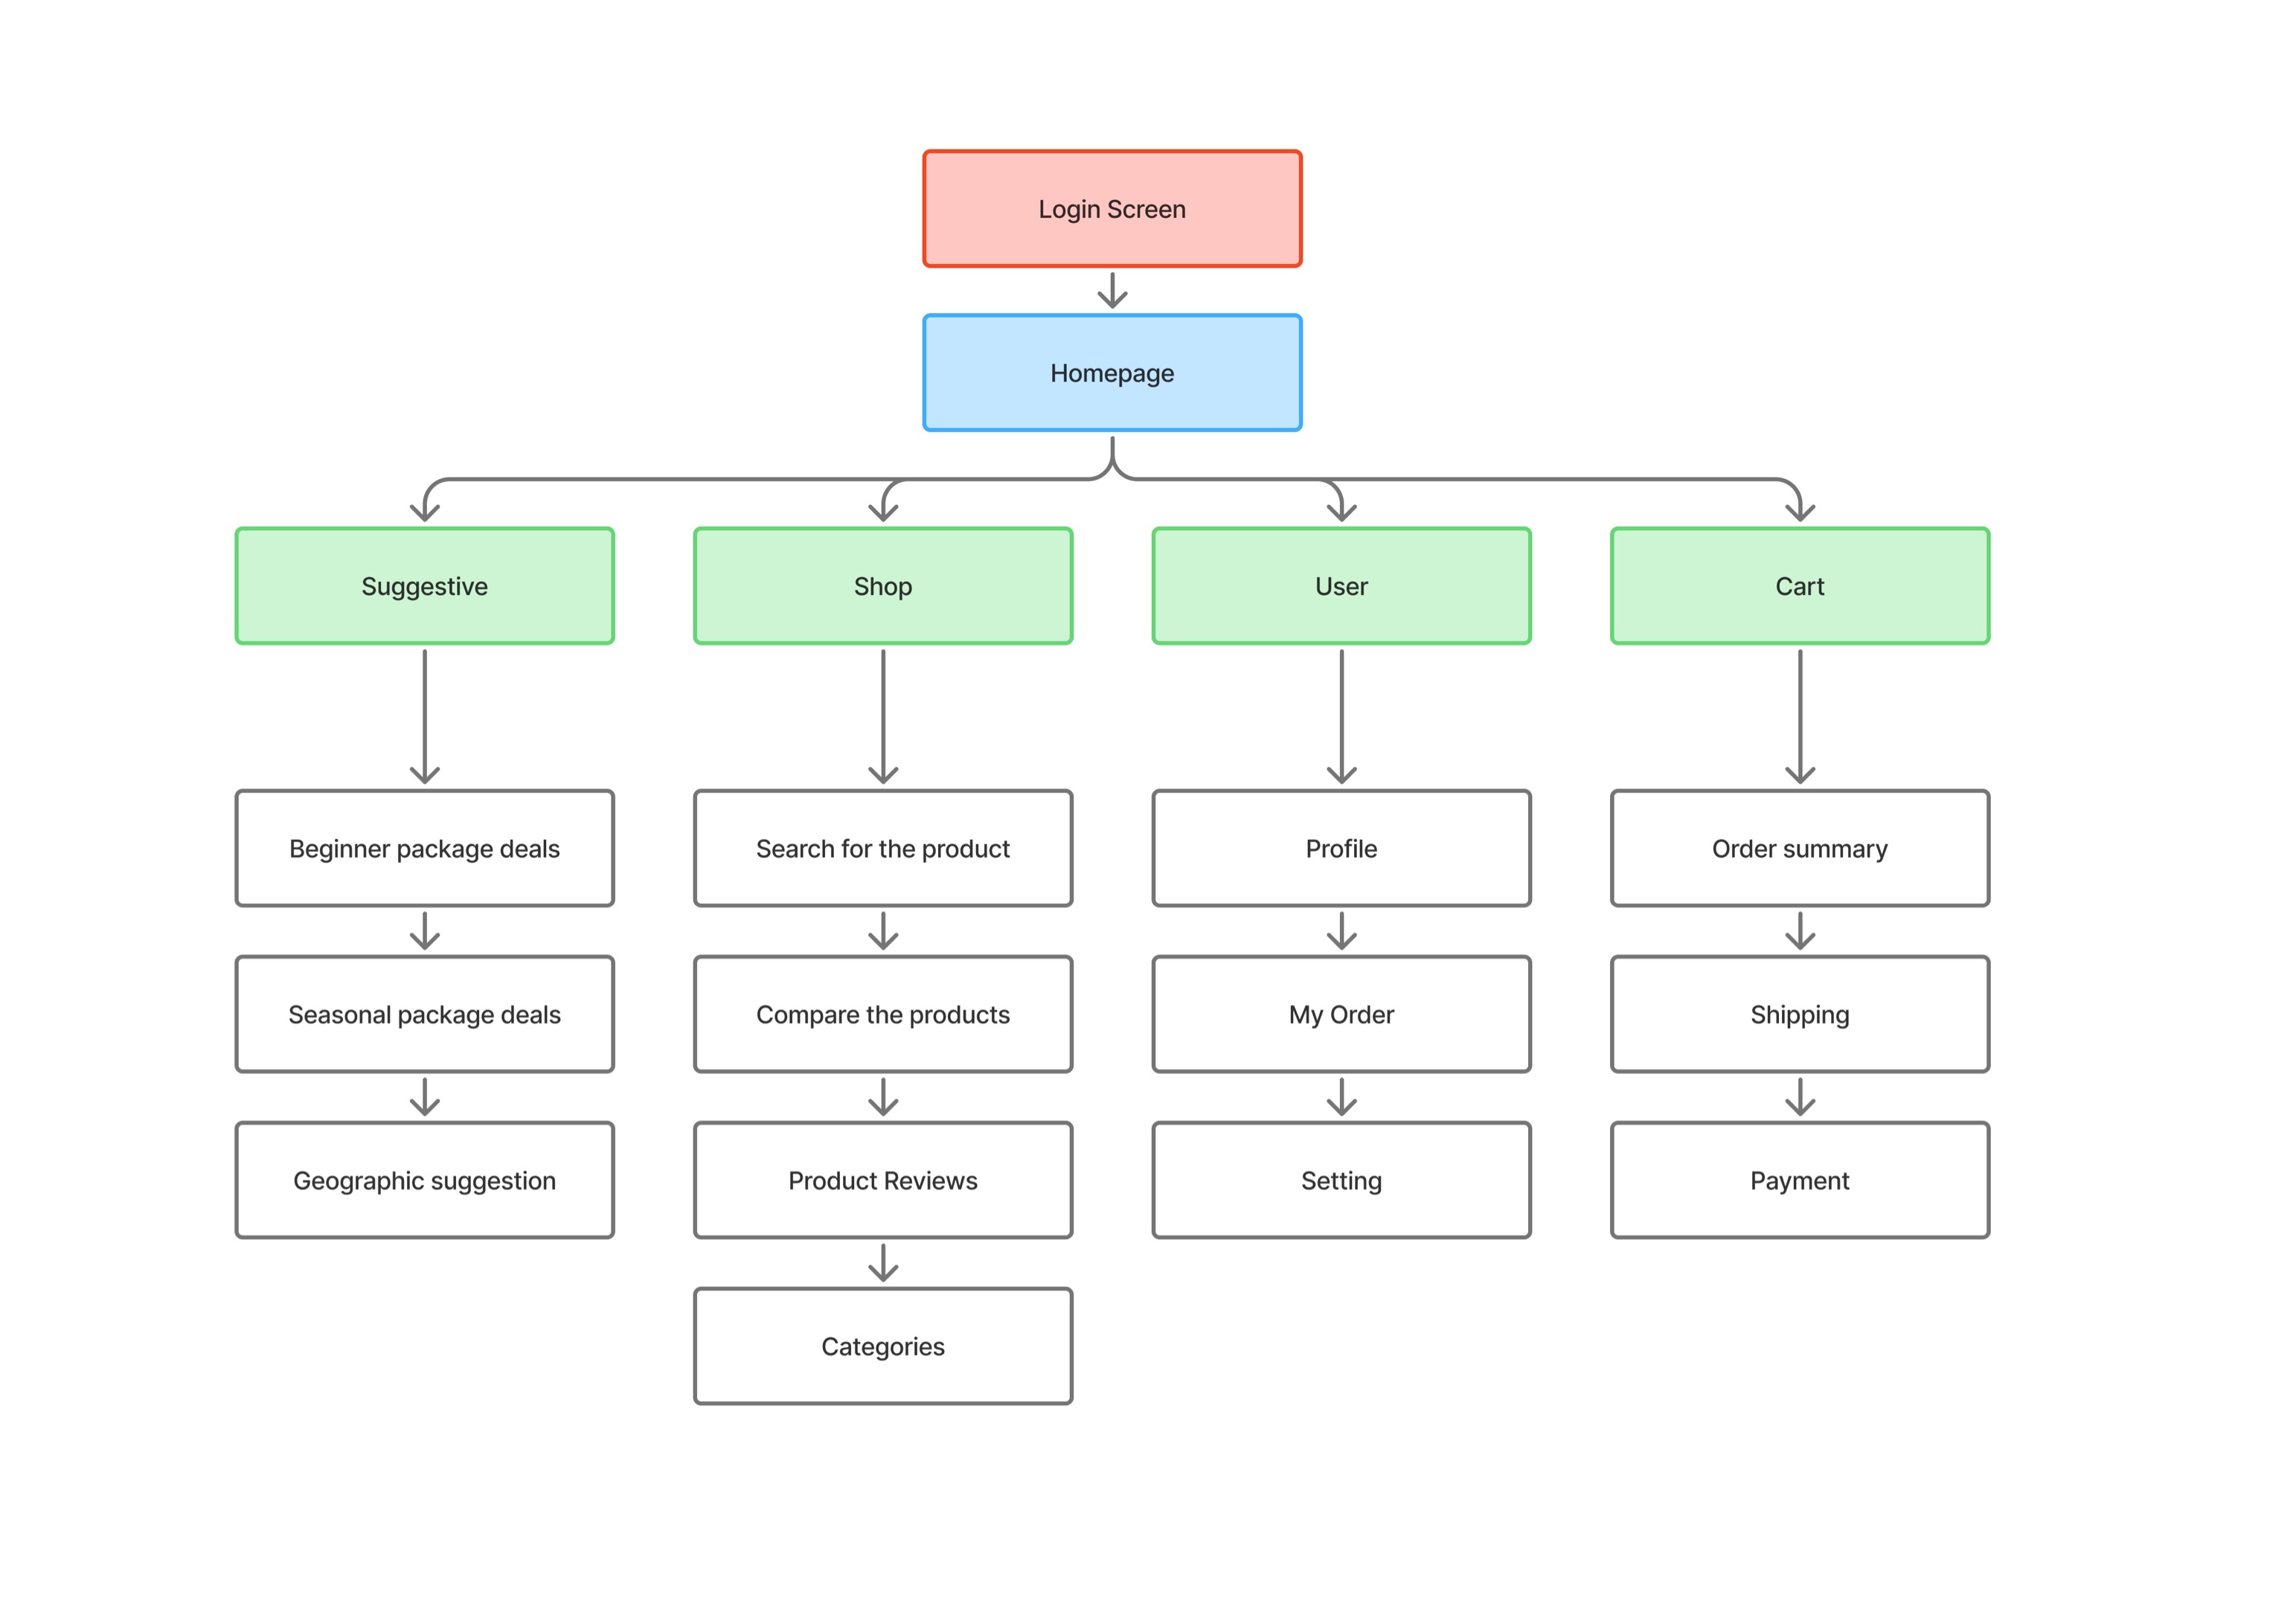 Login Screen
Homepage
Suggestive
Shop
User
Cart
Beginner package deals
Search for the product
Profile
Order summary
Seasonal package deals
Compare the products
My Order
Shipping
Geographic suggestion
Product Reviews
Setting
Payment
Categories